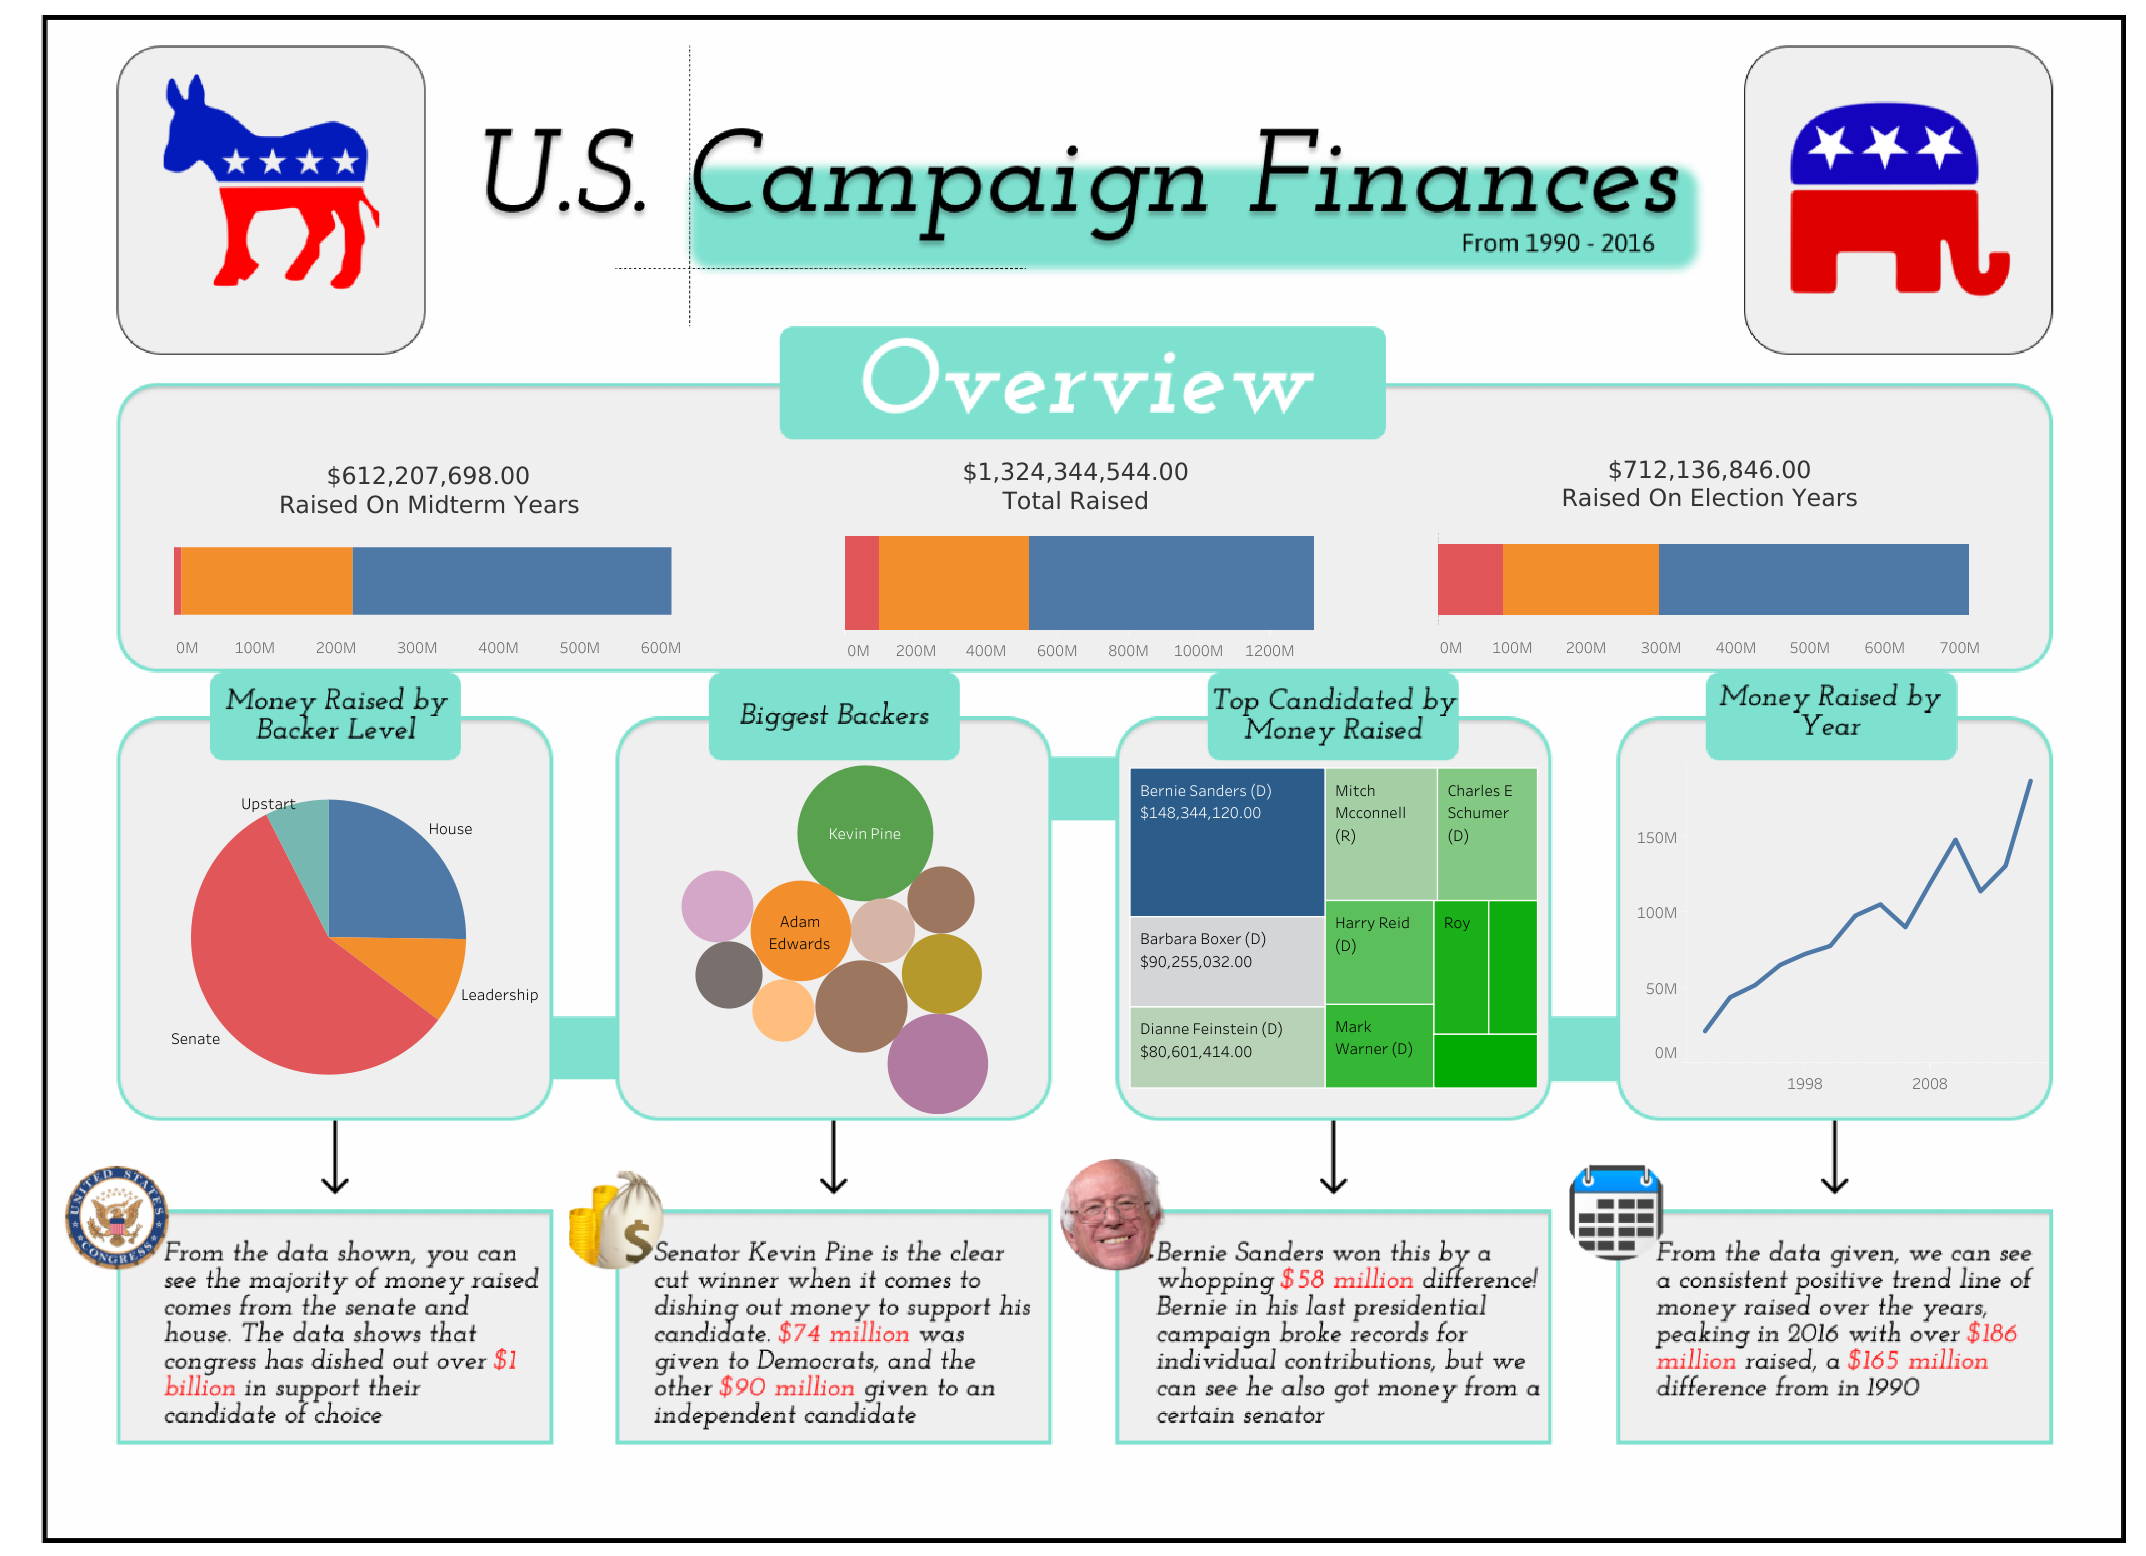 U.S. Campaign Finances
From 1990 - 2016
Overview
$612,207,698.00
Raised On Midterm Years
0M 100M 200M 300M 400M 500M 600M
$1,324,344,544.00
Total Raised
0M 200M 400M 600M 800M 1000M 1200M
$712,136,846.00
Raised On Election Years
0M 100M 200M 300M 400M 500M 600M 700M
Money Raised by
Backer Level
Upstart
House
Leadership
Senate
Biggest Backers
Kevin Pine
Adam
Edwards
Top Candidated by
Money Raised
Bernie Sanders (D)
$148,344,120.00
Barbara Boxer (D)
$90,255,032.00
Dianne Feinstein (D)
$80,601,414.00
Mitch
Mcconnell
(R)
Charles E
Schumer
(D)
Harry Reid
(D)
Roy
Mark
Warner (D)
Money Raised by
Year
150M
100M
50M
0M
1998 2008
UNITED STATES
CONGRESS
From the data shown, you can
see the majority of money raised
comes from the senate and
house. The data shows that
congress has dished out over $1
billion in support their
candidate of choice
$
Senator Kevin Pine is the clear
cut winner when it comes to
dishing out money to support his
candidate. $74 million was
given to Democrats, and the
other $90 million given to an
independent candidate
Bernie Sanders won this by a
whopping $58 million difference!
Bernie in his last presidential
campaign broke records for
individual contributions, but we
can see he also got money from a
certain senator
From the data given, we can see
a consistent positive trend line of
money raised over the years,
peaking in 2016 with over $186
million raised, a $165 million
difference from in 1990